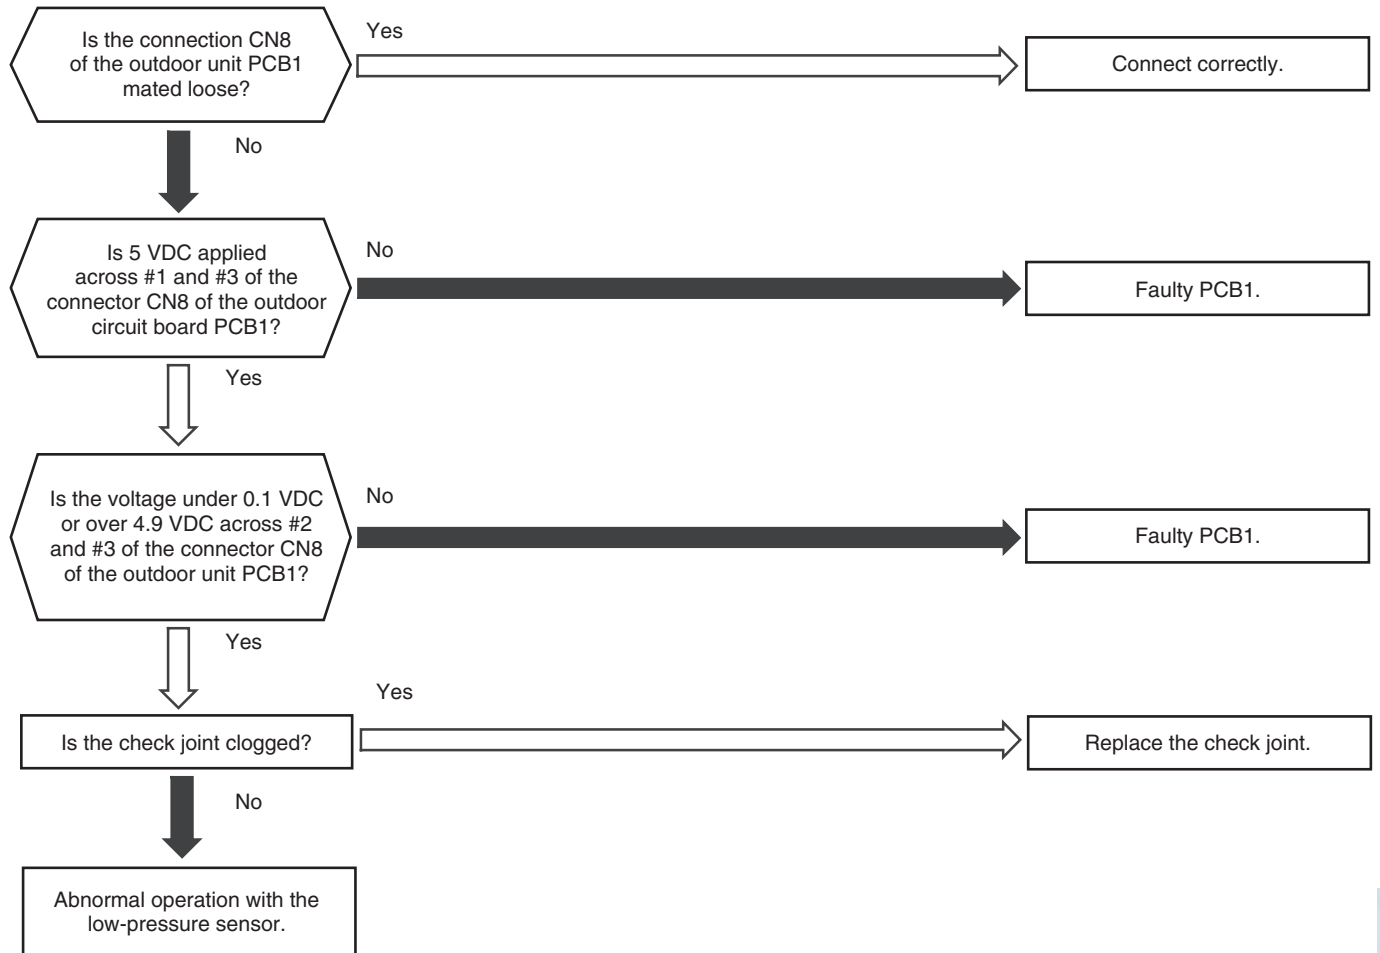 Is the connection CN8
of the outdoor unit PCB1
mated loose?
Yes
Connect correctly.
No
Is 5 VDC applied
across #1 and #3 of the
connector CN8 of the outdoor
circuit board PCB1?
No
Faulty PCB1.
Yes
Is the voltage under 0.1 VDC
or over 4.9 VDC across #2
and #3 of the connector CN8
of the outdoor unit PCB1?
No
Faulty PCB1.
Yes
Is the check joint clogged?
Yes
Replace the check joint.
No
Abnormal operation with the
low-pressure sensor.